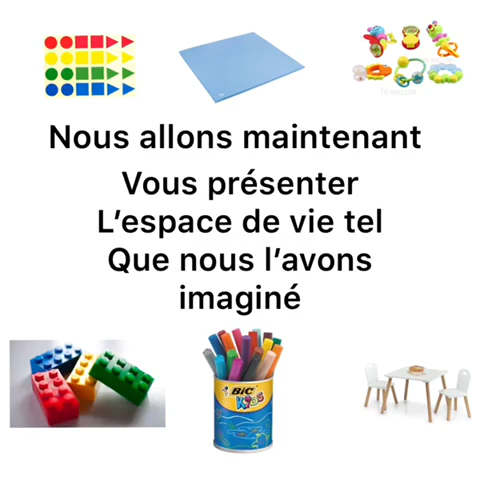 Nous allons maintenant
Vous présenter
L’espace de vie tel
Que nous l’avons
imaginé
BIC
KIDS